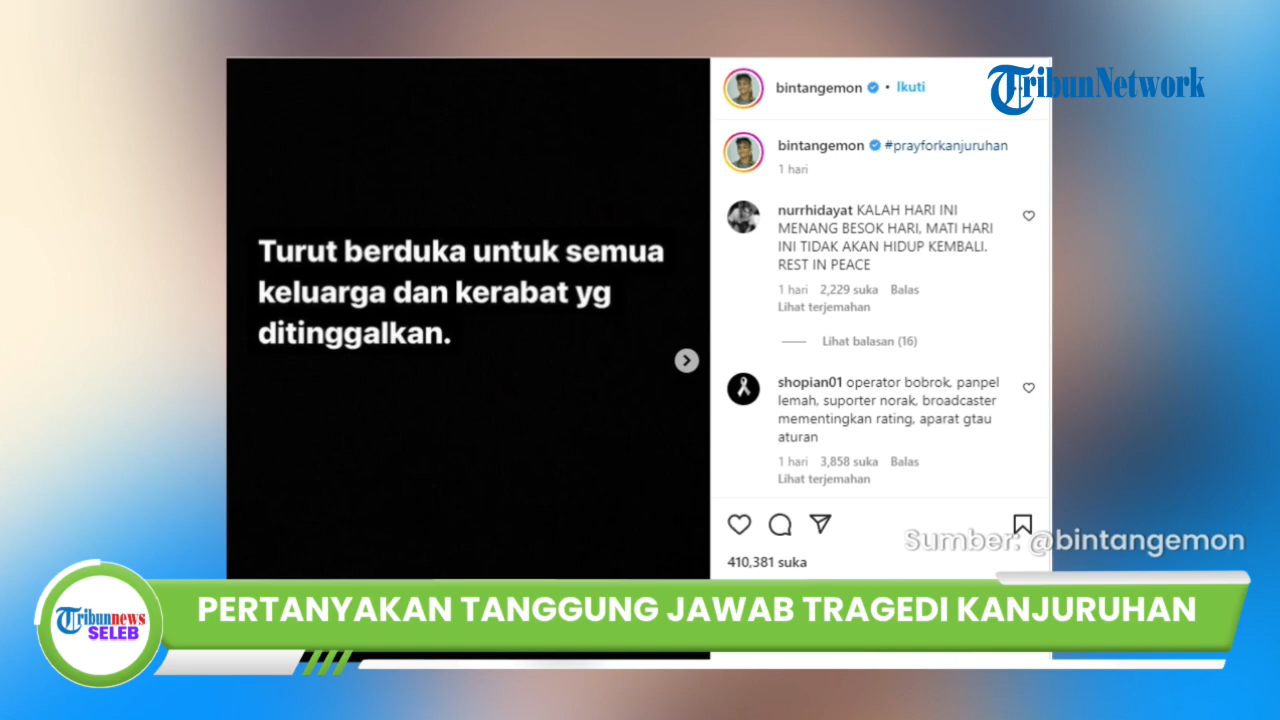 TribunNetwork
bintangemon • Ikuti
bintangemon #prayforkanjuruhan
1 hari
Turut berduka untuk semua
keluarga dan kerabat yg
ditinggalkan.
nurrhidayat KALAH HARI INI
MENANG BESOK HARI, MATI HARI
INI TIDAK AKAN HIDUP KEMBALI.
REST IN PEACE
1 hari 2,229 suka Balas
Lihat terjemahan
Lihat balasan (16)
shopian01 operator bobrok, panpel
lemah, suporter norak, broadcaster
mementingkan rating, aparat gtau
aturan
1 hari 3,858 suka Balas
Lihat terjemahan
410,381 suka
Sumber: @bintangemon
PERTANYAKAN TANGGUNG JAWAB TRAGEDI KANJURUHAN
Tribunnews
SELEB